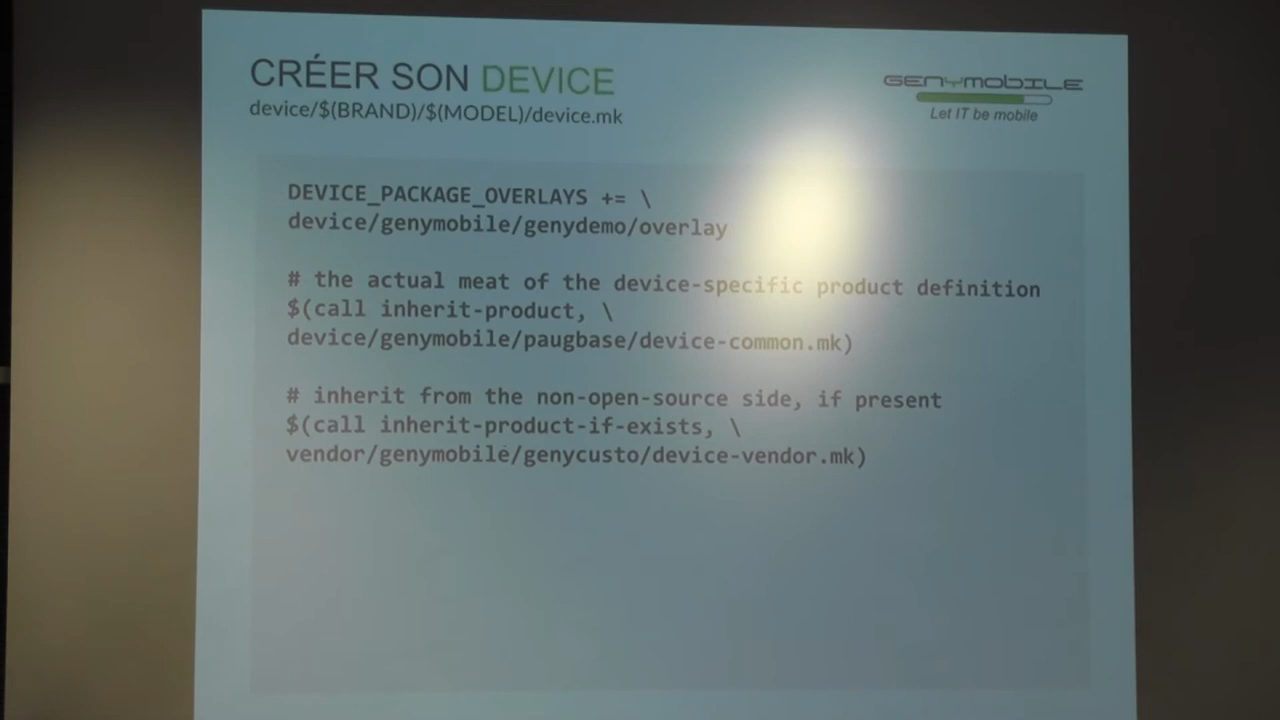 CRÉER SON DEVICE
device/$(BRAND)/$(MODEL)/device.mk
GENYMOBILE
Let IT be mobile
DEVICE_PACKAGE_OVERLAYS += \
device/genymobile/genydemo/overlay
# the actual meat of the device-specific product definition
$(call inherit-product, \
device/genymobile/paugbase/device-common.mk)
# inherit from the non-open-source side, if present
$(call inherit-product-if-exists, \
vendor/genymobile/genycusto/device-vendor.mk)